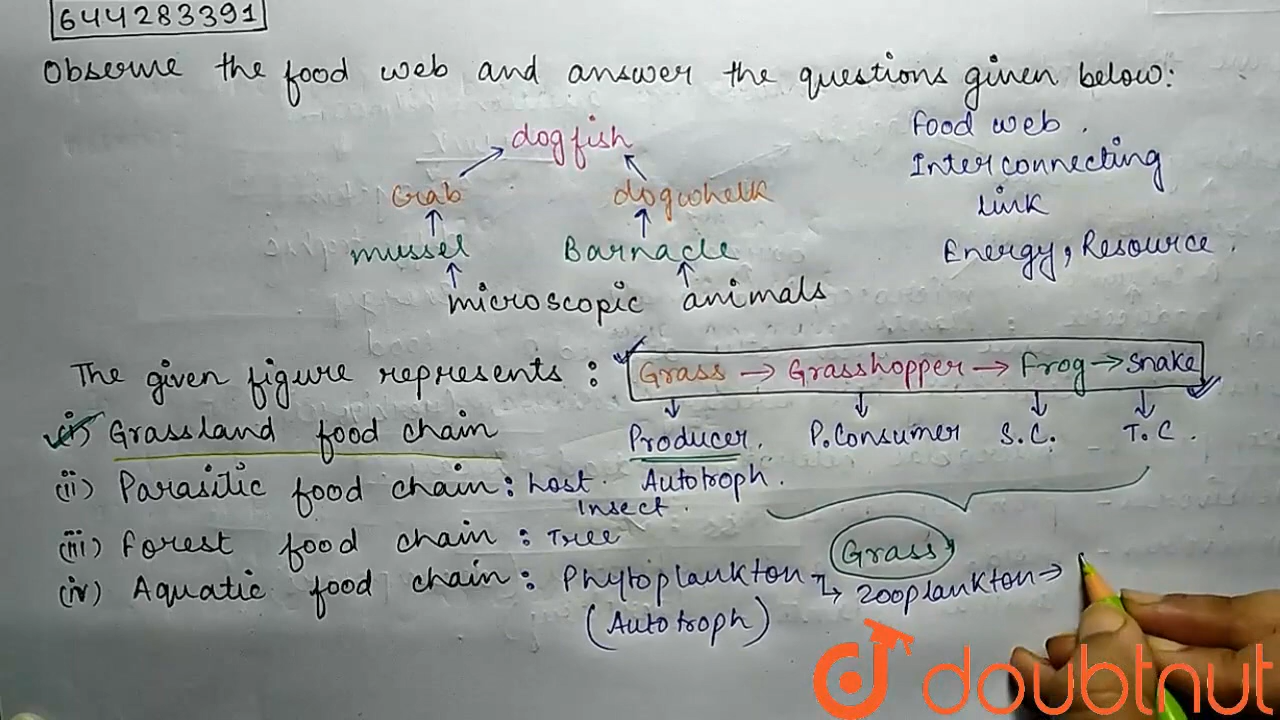 644283391
Observe the food web and answer the questions given below:
dogfish
Crab dogwhelk
mussel Barnacle
microscopic animals
Food web.
Interconnecting
link
Energy, Resource.
The given figure represents : Grass → Grasshopper → Frog → Snake
(i) Grassland food chain
Producer. P.Consumer S.C. T.C.
(ii) Parasitic food chain : host. Autotroph.
Insect.
(iii) Forest food chain : Tree
Grass
(iv) Aquatic food chain : Phytoplankton → Zooplankton →
(Autotroph)
doubtnut